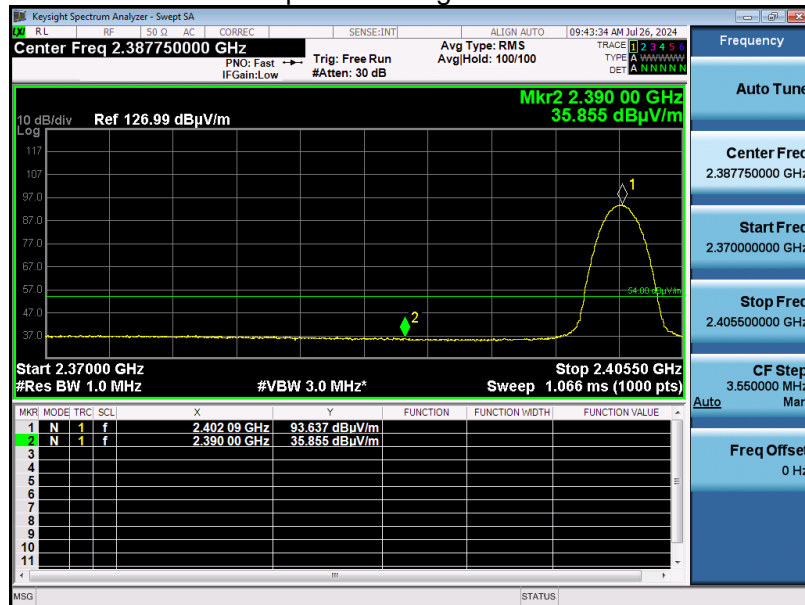 Keysight Spectrum Analyzer - Swept SA
LXI RL RF 50 Ω AC CORREC SENSE:INT ALIGN AUTO 09:43:34 AM Jul 26, 2024
Center Freq 2.387750000 GHz
PNO: Fast
IFGain:Low
Trig: Free Run
#Atten: 30 dB
Avg Type: RMS
Avg|Hold: 100/100
TRACE 1 2 3 4 5 6
TYPE A WWWWW
DET A N N N N N
Mkr2 2.390 00 GHz
35.855 dBµV/m
10 dB/div Ref 126.99 dBµV/m
Log
117
107
97.0
87.0
77.0
67.0
57.0
47.0
37.0
1
54.00 dBµV/m
2
Start 2.37000 GHz Stop 2.40550 GHz
#Res BW 1.0 MHz #VBW 3.0 MHz* Sweep 1.066 ms (1000 pts)
MKR MODE TRC SCL X Y FUNCTION FUNCTION WIDTH FUNCTION VALUE
1 N 1 f 2.402 09 GHz 93.637 dBµV/m
2 N 1 f 2.390 00 GHz 35.855 dBµV/m
3
4
5
6
7
8
9
10
11
MSG STATUS
Frequency
Auto Tune
Center Freq
2.387750000 GHz
Start Freq
2.370000000 GHz
Stop Freq
2.405500000 GHz
CF Step
3.550000 MHz
Auto Man
Freq Offset
0 Hz